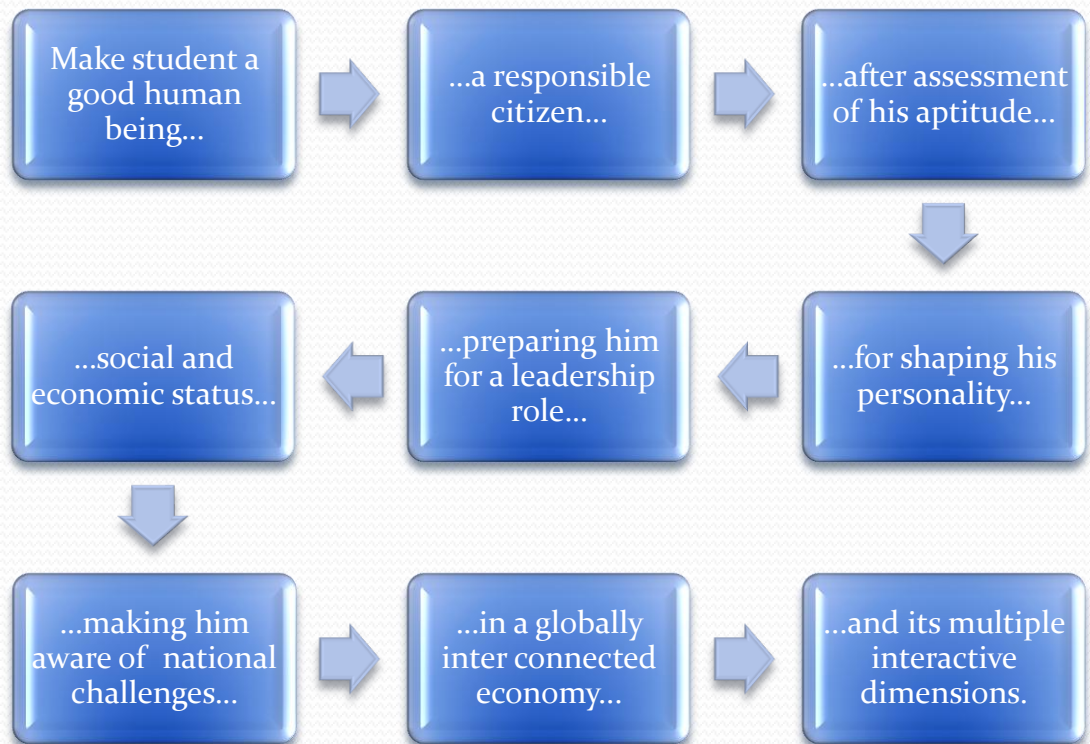 Make student a
good human
being...
...a responsible
citizen...
...after assessment
of his aptitude...
...for shaping his
personality...
...preparing him
for a leadership
role...
...social and
economic status...
...making him
aware of national
challenges...
...in a globally
inter connected
economy...
...and its multiple
interactive
dimensions.